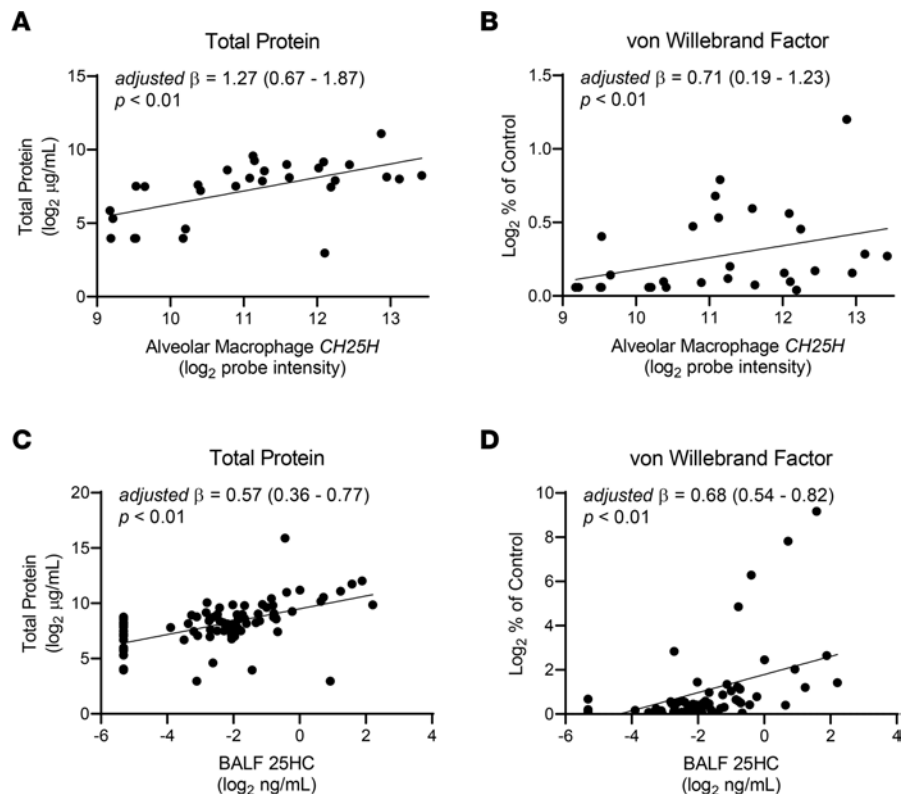 A
Total Protein
adjusted β = 1.27 (0.67 - 1.87)
p < 0.01
Total Protein
(log₂ μg/mL)
15
10
5
0
9 10 11 12 13
Alveolar Macrophage CH25H
(log₂ probe intensity)
B
von Willebrand Factor
adjusted β = 0.71 (0.19 - 1.23)
p < 0.01
Log₂ % of Control
1.5
1.0
0.5
0.0
9 10 11 12 13
Alveolar Macrophage CH25H
(log₂ probe intensity)
C
Total Protein
adjusted β = 0.57 (0.36 - 0.77)
p < 0.01
Total Protein
(log₂ μg/mL)
20
15
10
5
0
-6 -4 -2 0 2 4
BALF 25HC
(log₂ ng/mL)
D
von Willebrand Factor
adjusted β = 0.68 (0.54 - 0.82)
p < 0.01
Log₂ % of Control
10
8
6
4
2
0
-6 -4 -2 0 2 4
BALF 25HC
(log₂ ng/mL)